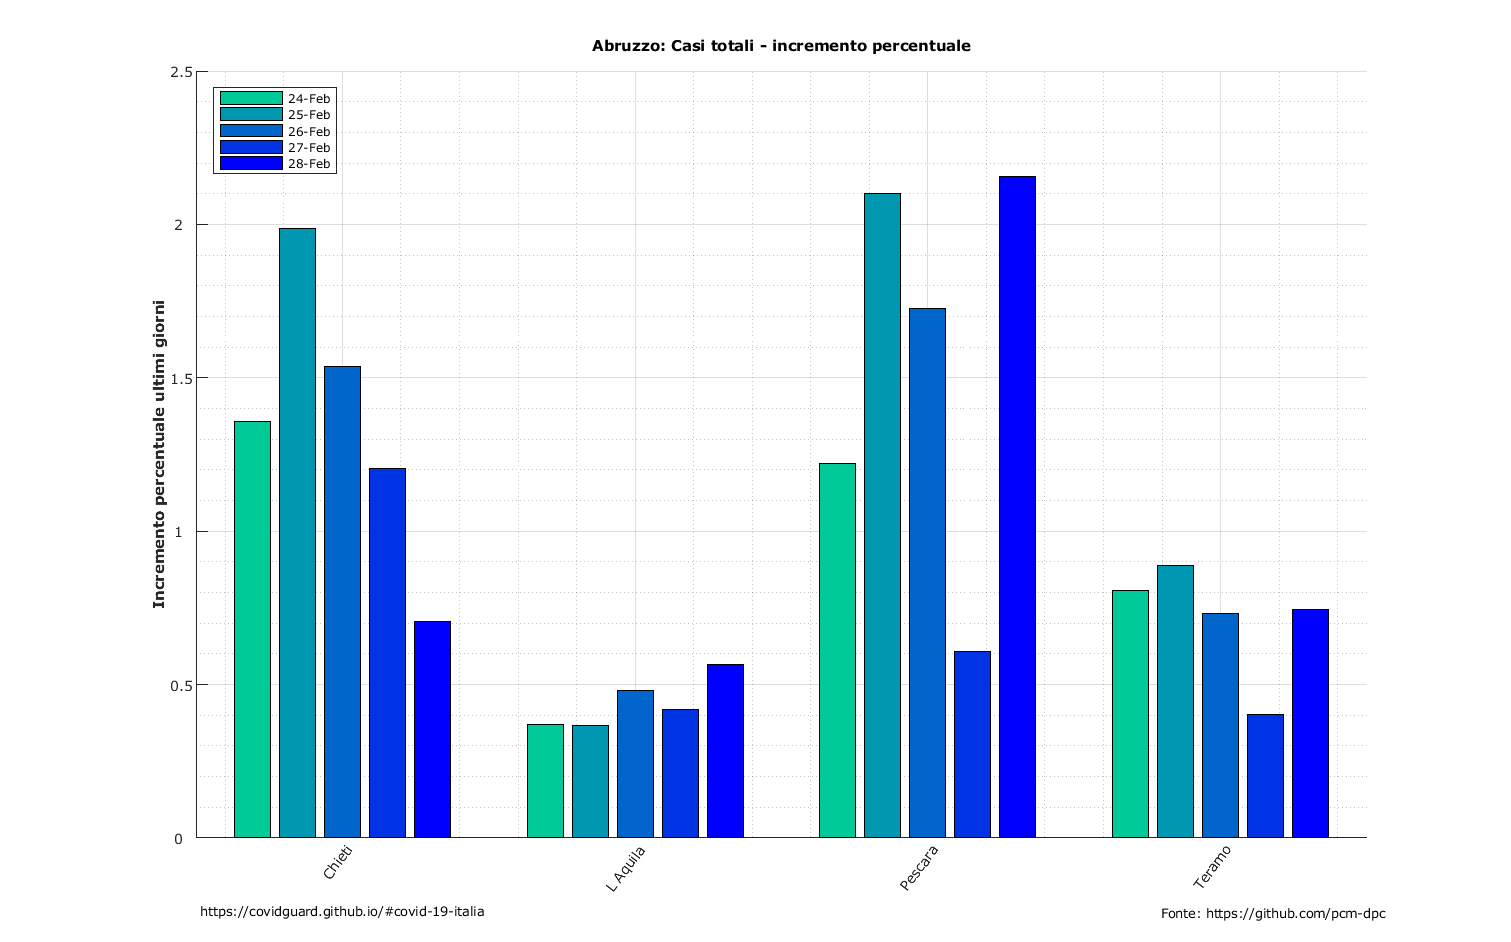 Abruzzo: Casi totali - incremento percentuale
2.5
2
1.5
1
0.5
0
Incremento percentuale ultimi giorni
24-Feb
25-Feb
26-Feb
27-Feb
28-Feb
Chieti
L Aquila
Pescara
Teramo
https://covidguard.github.io/#covid-19-italia
Fonte: https://github.com/pcm-dpc